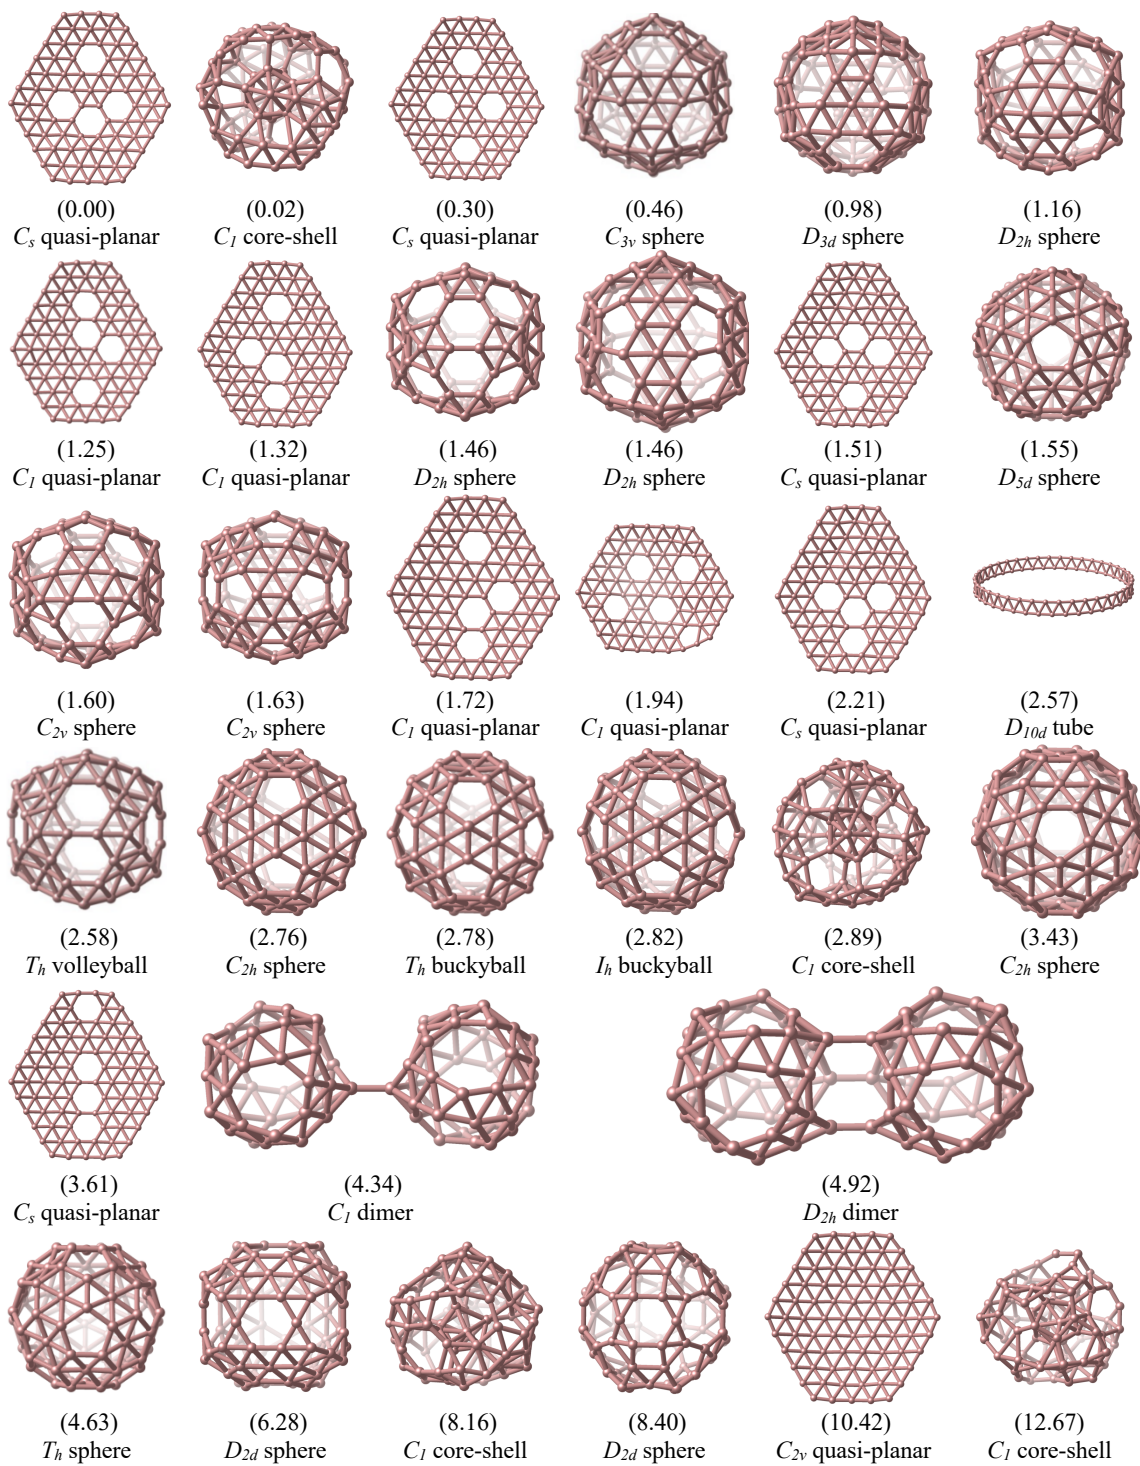 (0.00) (0.02) (0.30) (0.46) (0.98) (1.16)
Cs quasi-planar C1 core-shell Cs quasi-planar C3v sphere D3d sphere D2h sphere
(1.25) (1.32) (1.46) (1.46) (1.51) (1.55)
C1 quasi-planar C1 quasi-planar D2h sphere D2h sphere Cs quasi-planar D5d sphere
(1.60) (1.63) (1.72) (1.94) (2.21) (2.57)
C2v sphere C2v sphere C1 quasi-planar C1 quasi-planar Cs quasi-planar D10d tube
(2.58) (2.76) (2.78) (2.82) (2.89) (3.43)
Th volleyball C2h sphere Th buckyball Ih buckyball C1 core-shell C2h sphere
(3.61) (4.34) (4.92)
Cs quasi-planar C1 dimer D2h dimer
(4.63) (6.28) (8.16) (8.40) (10.42) (12.67)
Th sphere D2d sphere C1 core-shell D2d sphere C2v quasi-planar C1 core-shell